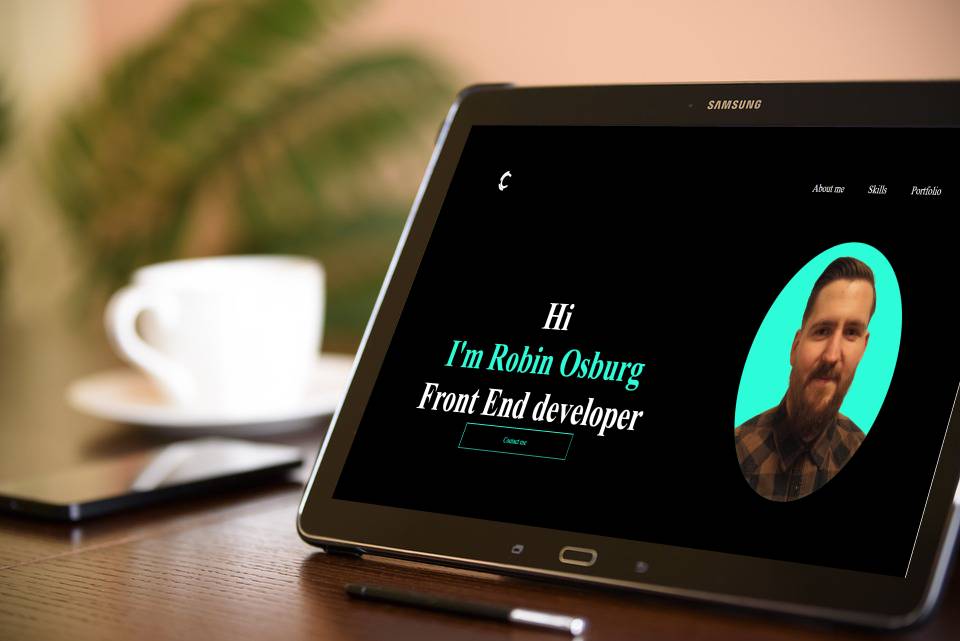 SAMSUNG
About me Skills Portfolio
Hi
I'm Robin Osburg
Front End developer
Contact me